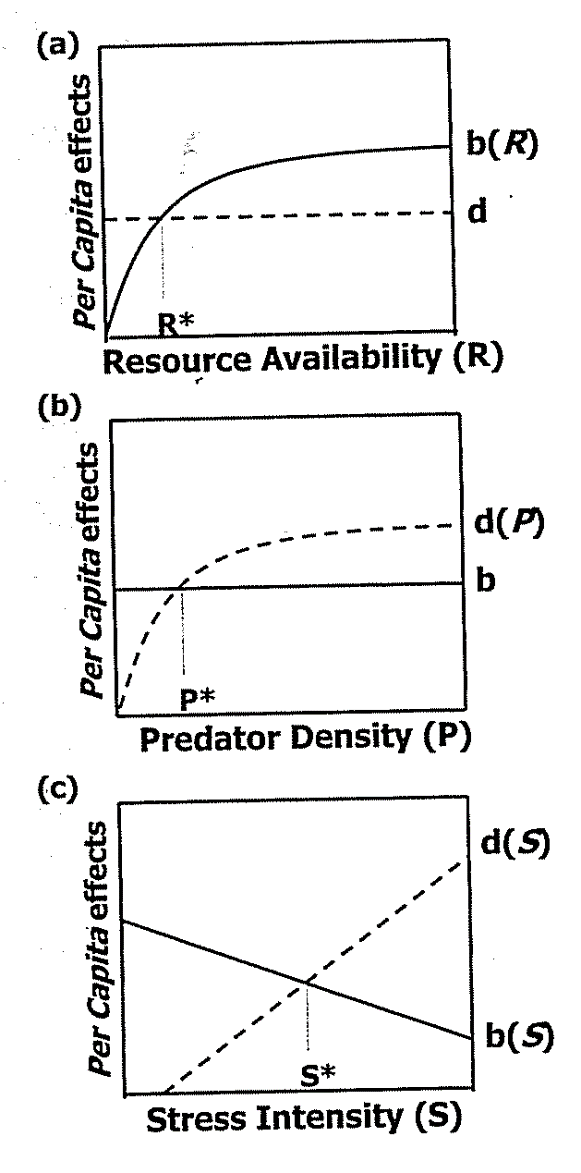 (a)
Per Capita effects
b(R)
d
R*
Resource Availability (R)
(b)
Per Capita effects
d(P)
b
P*
Predator Density (P)
(c)
Per Capita effects
d(S)
b(S)
S*
Stress Intensity (S)